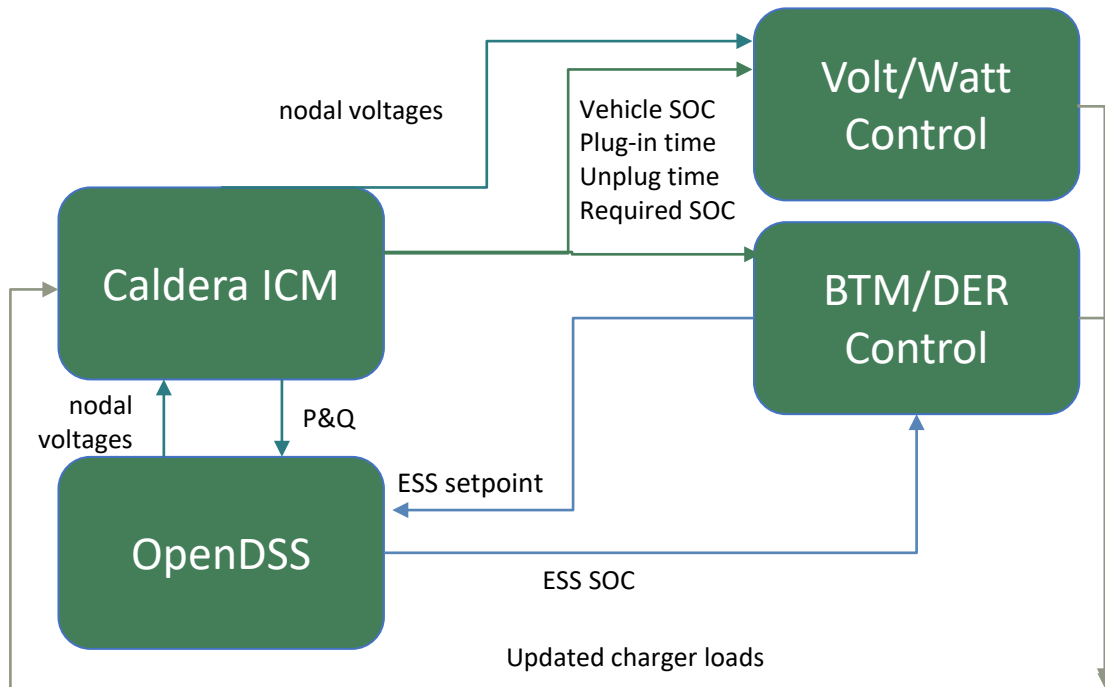 Volt/Watt
Control
nodal voltages
Vehicle SOC
Plug-in time
Unplug time
Required SOC
Caldera ICM
BTM/DER
Control
nodal
voltages
P&Q
ESS setpoint
OpenDSS
ESS SOC
Updated charger loads